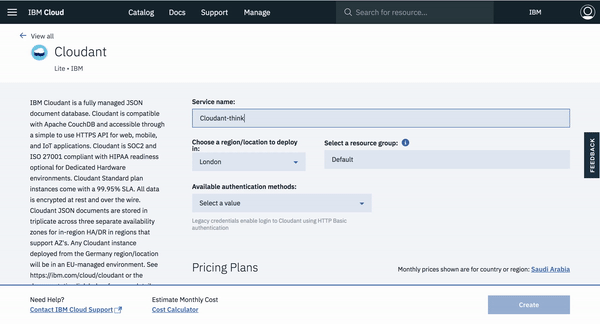 IBM Cloud
Catalog Docs Support Manage
Search for resource...
IBM
View all
Cloudant
Lite • IBM
IBM Cloudant is a fully managed JSON
document database. Cloudant is compatible
with Apache CouchDB and accessible through
a simple to use HTTPS API for web, mobile,
and IoT applications. Cloudant is SOC2 and
ISO 27001 compliant with HIPAA readiness
optional for Dedicated Hardware
environments. Cloudant Standard plan
instances come with a 99.95% SLA. All data
is encrypted at rest and over the wire.
Cloudant JSON documents are stored in
triplicate across three separate availability
zones for in-region HA/DR in regions that
support AZ's. Any Cloudant instance
deployed from the Germany region/location
will be in an EU-managed environment. See
https://ibm.com/cloud/cloudant or the
Service name:
Cloudant-think
Choose a region/location to deploy
in:
London
Select a resource group:
Default
Available authentication methods:
Select a value
Legacy credentials enable login to Cloudant using HTTP Basic
authentication
Pricing Plans
Monthly prices shown are for country or region: Saudi Arabia
FEEDBACK
Need Help?
Contact IBM Cloud Support
Estimate Monthly Cost
Cost Calculator
Create